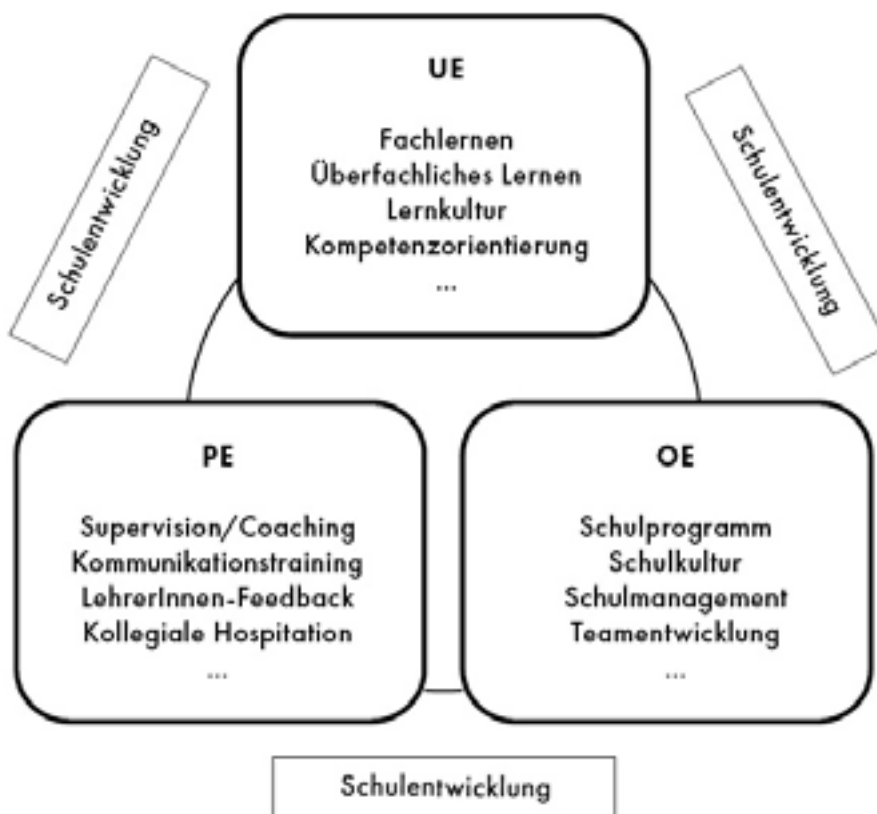 UE
Fachlernen
Überfachliches Lernen
Lernkultur
Kompetenzorientierung
...
Schulentwicklung
Schulentwicklung
PE
Supervision/Coaching
Kommunikationstraining
LehrerInnen-Feedback
Kollegiale Hospitation
...
OE
Schulprogramm
Schulkultur
Schulmanagement
Teamentwicklung
...
Schulentwicklung